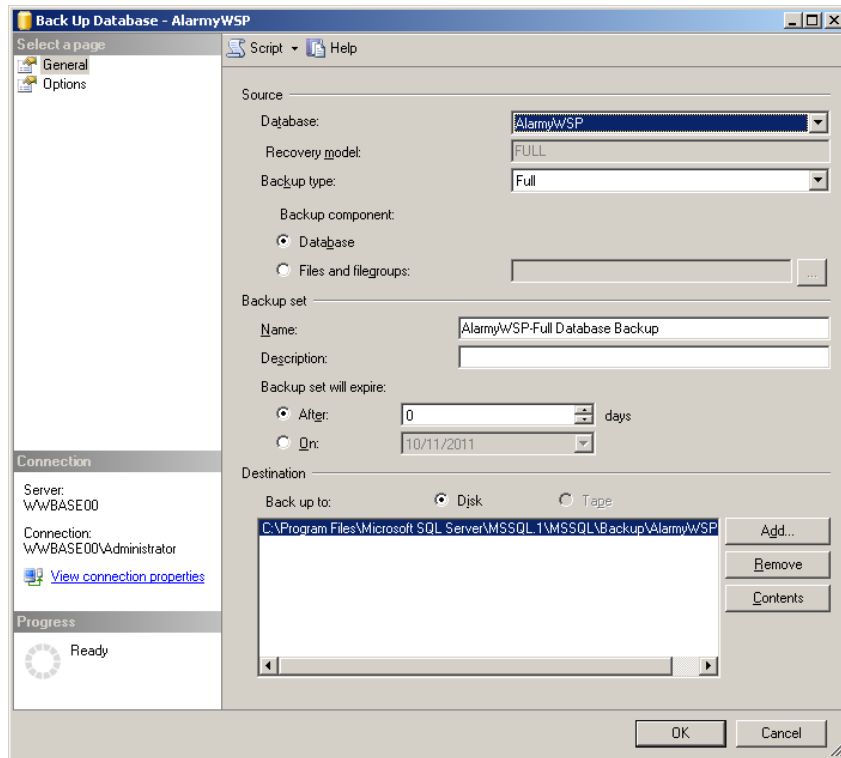 Back Up Database - AlarmyWSP
Select a page
General
Options
Script
Help
Source
Database:
AlarmyWSP
Recovery model:
FULL
Backup type:
Full
Backup component:
Database
Files and filegroups:
...
Backup set
Name:
AlarmyWSP-Full Database Backup
Description:
Backup set will expire:
After:
0
days
On:
10/11/2011
Destination
Back up to:
Disk
Tape
C:\Program Files\Microsoft SQL Server\MSSQL.1\MSSQL\Backup\AlarmyWSP
Add...
Remove
Contents
Connection
Server:
WWBASE00
Connection:
WWBASE00\Administrator
View connection properties
Progress
Ready
OK
Cancel